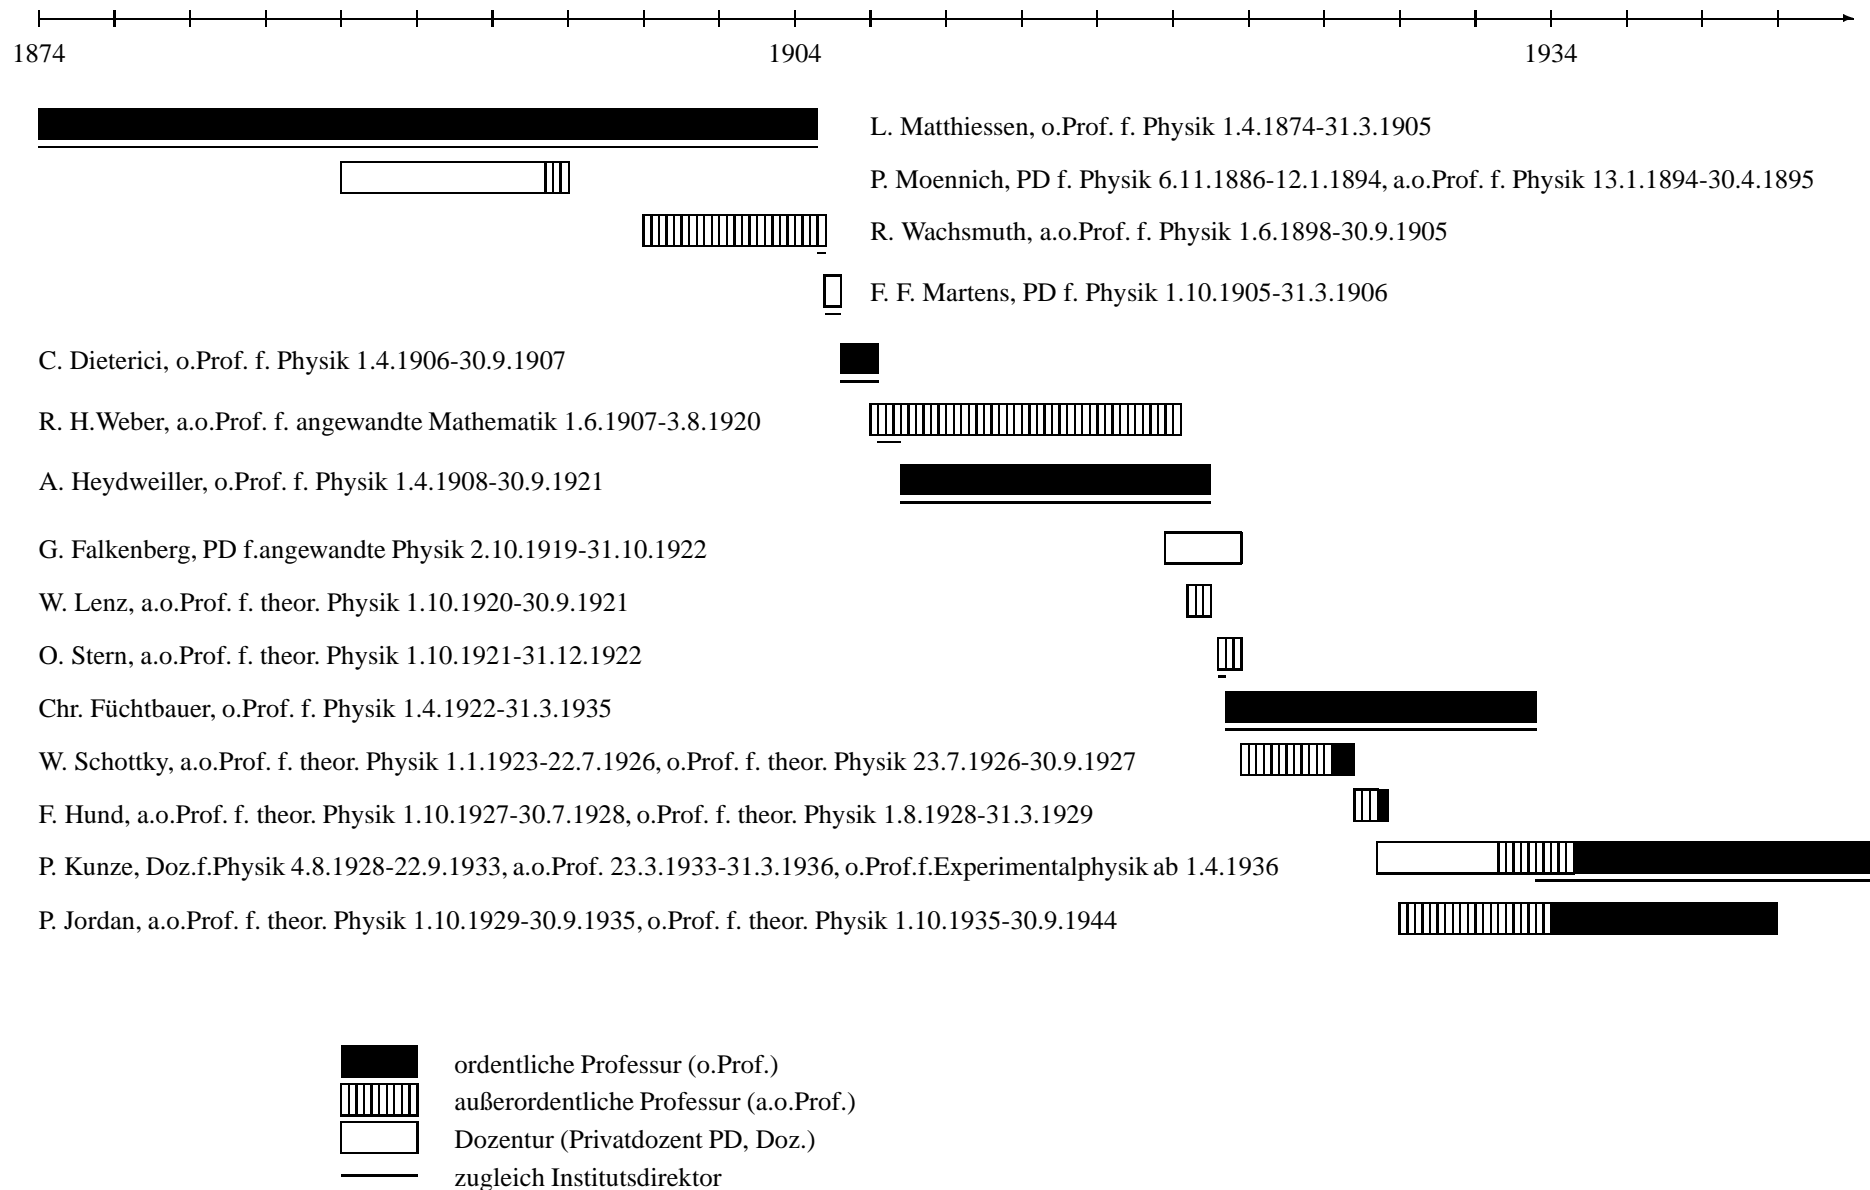 1874 1904 1934
L. Matthiessen, o.Prof. f. Physik 1.4.1874-31.3.1905
P. Moennich, PD f. Physik 6.11.1886-12.1.1894, a.o.Prof. f. Physik 13.1.1894-30.4.1895
R. Wachsmuth, a.o.Prof. f. Physik 1.6.1898-30.9.1905
F. F. Martens, PD f. Physik 1.10.1905-31.3.1906
C. Dieterici, o.Prof. f. Physik 1.4.1906-30.9.1907
R. H.Weber, a.o.Prof. f. angewandte Mathematik 1.6.1907-3.8.1920
A. Heydweiller, o.Prof. f. Physik 1.4.1908-30.9.1921
G. Falkenberg, PD f.angewandte Physik 2.10.1919-31.10.1922
W. Lenz, a.o.Prof. f. theor. Physik 1.10.1920-30.9.1921
O. Stern, a.o.Prof. f. theor. Physik 1.10.1921-31.12.1922
Chr. Füchtbauer, o.Prof. f. Physik 1.4.1922-31.3.1935
W. Schottky, a.o.Prof. f. theor. Physik 1.1.1923-22.7.1926, o.Prof. f. theor. Physik 23.7.1926-30.9.1927
F. Hund, a.o.Prof. f. theor. Physik 1.10.1927-30.7.1928, o.Prof. f. theor. Physik 1.8.1928-31.3.1929
P. Kunze, Doz.f.Physik 4.8.1928-22.9.1933, a.o.Prof. 23.3.1933-31.3.1936, o.Prof.f.Experimentalphysik ab 1.4.1936
P. Jordan, a.o.Prof. f. theor. Physik 1.10.1929-30.9.1935, o.Prof. f. theor. Physik 1.10.1935-30.9.1944
ordentliche Professur (o.Prof.)
außerordentliche Professur (a.o.Prof.)
Dozentur (Privatdozent PD, Doz.)
zugleich Institutsdirektor